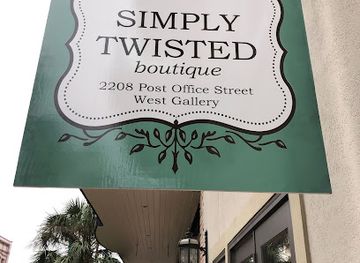 SIMPLY
TWISTED
boutique
2208 Post Office Street
West Gallery